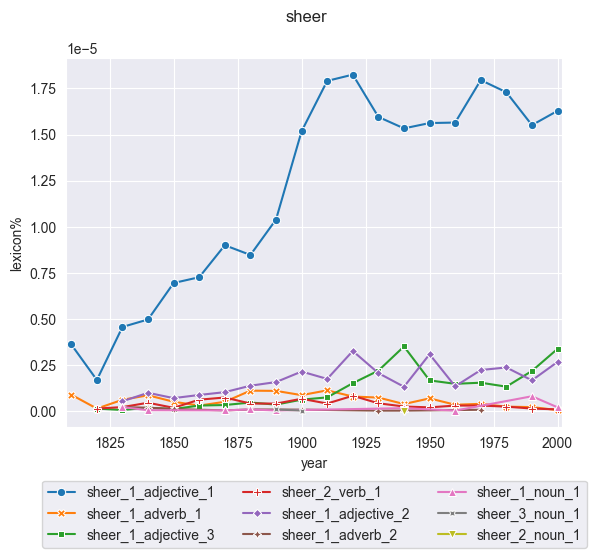 sheer
1e−5
1.75
1.50
1.25
1.00
0.75
0.50
0.25
0.00
lexicon%
1825 1850 1875 1900 1925 1950 1975 2000
year
sheer_1_adjective_1 sheer_2_verb_1 sheer_1_noun_1
sheer_1_adverb_1 sheer_1_adjective_2 sheer_3_noun_1
sheer_1_adjective_3 sheer_1_adverb_2 sheer_2_noun_1